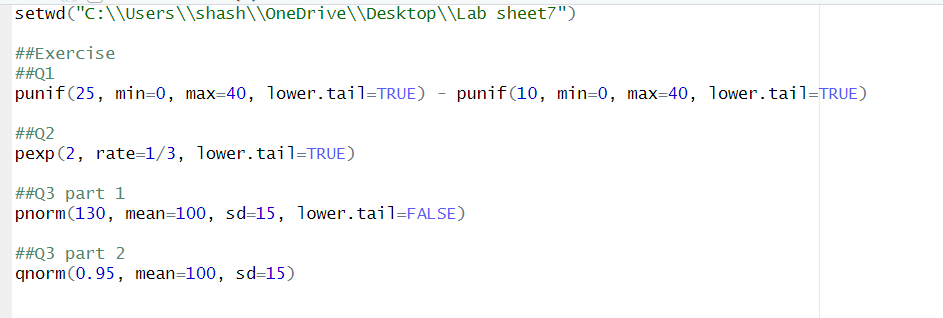 setwd("C:\\Users\\shash\\OneDrive\\Desktop\\Lab sheet7")
##Exercise
##Q1
punif(25, min=0, max=40, lower.tail=TRUE) - punif(10, min=0, max=40, lower.tail=TRUE)
##Q2
pexp(2, rate=1/3, lower.tail=TRUE)
##Q3 part 1
pnorm(130, mean=100, sd=15, lower.tail=FALSE)
##Q3 part 2
qnorm(0.95, mean=100, sd=15)